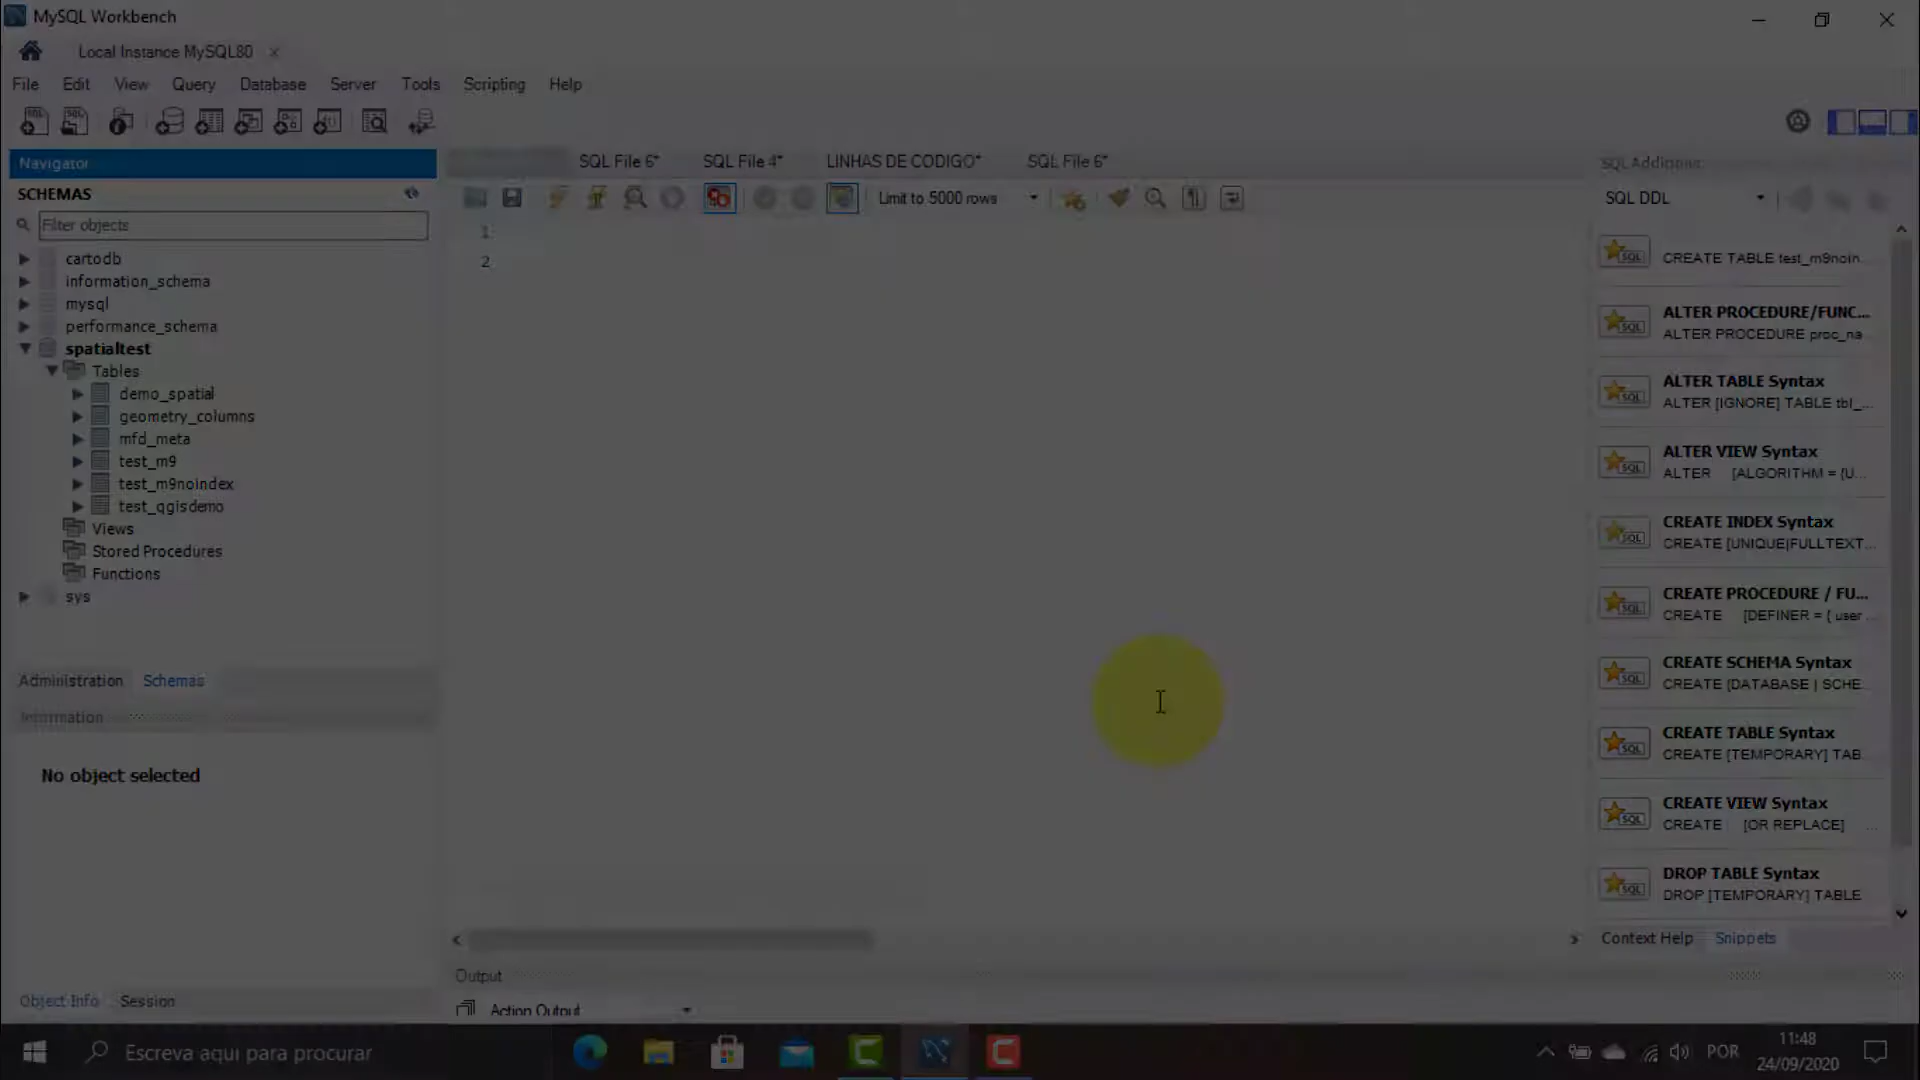 MySQL Workbench
Local Instance MySQL80
File Edit View Query Database Server Tools Scripting Help
Navigator
SCHEMAS
Filter objects
cartodb
information_schema
mysql
performance_schema
spatialtest
Tables
demo_spatial
geometry_columns
mfd_meta
test_m9
test_m9noindex
test_qgisdemo
Views
Stored Procedures
Functions
sys
Administration Schemas
Information
No object selected
Object Info Session
SQL File 6* SQL File 4* LINHAS DE CODIGO* SQL File 6*
Limit to 5000 rows
1
2
Output
Action Output
SQL Additions
SQL DDL
CREATE TABLE test_m9noin...
ALTER PROCEDURE/FUNC...
ALTER PROCEDURE proc_na...
ALTER TABLE Syntax
ALTER [IGNORE] TABLE tbl_...
ALTER VIEW Syntax
ALTER [ALGORITHM = {U...
CREATE INDEX Syntax
CREATE [UNIQUE|FULLTEXT...
CREATE PROCEDURE / FU...
CREATE [DEFINER = { user ...
CREATE SCHEMA Syntax
CREATE {DATABASE | SCHE...
CREATE TABLE Syntax
CREATE [TEMPORARY] TAB...
CREATE VIEW Syntax
CREATE [OR REPLACE] ...
DROP TABLE Syntax
DROP [TEMPORARY] TABLE
Context Help Snippets
Escreva aqui para procurar
POR
11:48
24/09/2020